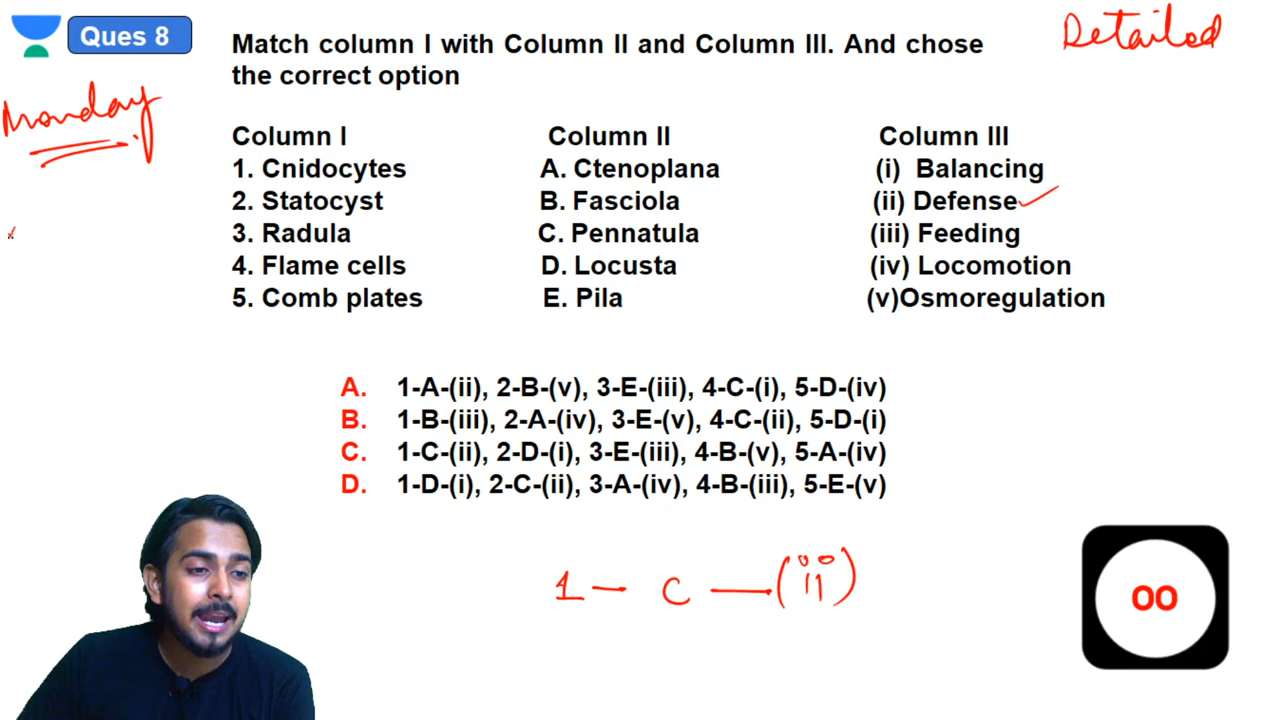 Ques 8
Detailed
Monday
Match column I with Column II and Column III. And chose
the correct option
Column I Column II Column III
1. Cnidocytes A. Ctenoplana (i) Balancing
2. Statocyst B. Fasciola (ii) Defense
3. Radula C. Pennatula (iii) Feeding
4. Flame cells D. Locusta (iv) Locomotion
5. Comb plates E. Pila (v)Osmoregulation
A. 1-A-(ii), 2-B-(v), 3-E-(iii), 4-C-(i), 5-D-(iv)
B. 1-B-(iii), 2-A-(iv), 3-E-(v), 4-C-(ii), 5-D-(i)
C. 1-C-(ii), 2-D-(i), 3-E-(iii), 4-B-(v), 5-A-(iv)
D. 1-D-(i), 2-C-(ii), 3-A-(iv), 4-B-(iii), 5-E-(v)
1 — C — (ii)
00